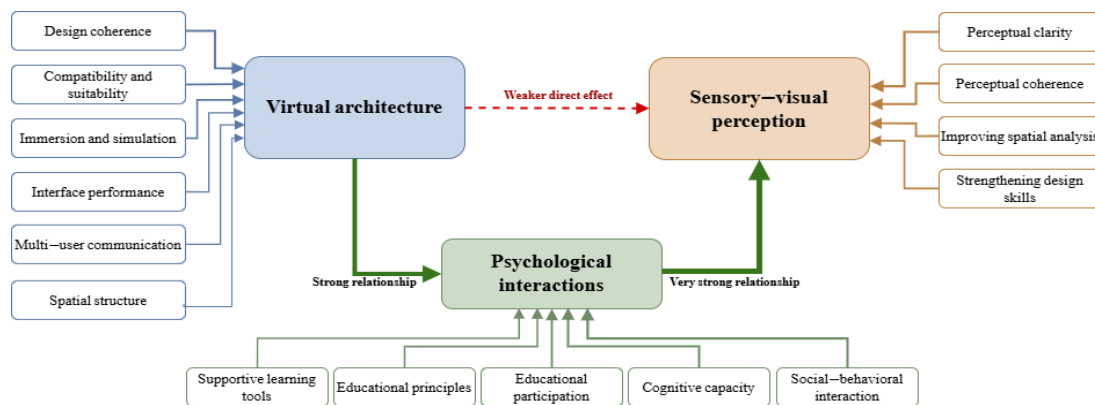 Design coherence
Compatibility and
suitability
Immersion and simulation
Interface performance
Multi—user communication
Spatial structure
Virtual architecture
Weaker direct effect
Sensory—visual
perception
Perceptual clarity
Perceptual coherence
Improving spatial analysis
Strengthening design
skills
Strong relationship
Psychological
interactions
Very strong relationship
Supportive learning
tools
Educational principles
Educational
participation
Cognitive capacity
Social—behavioral
interaction